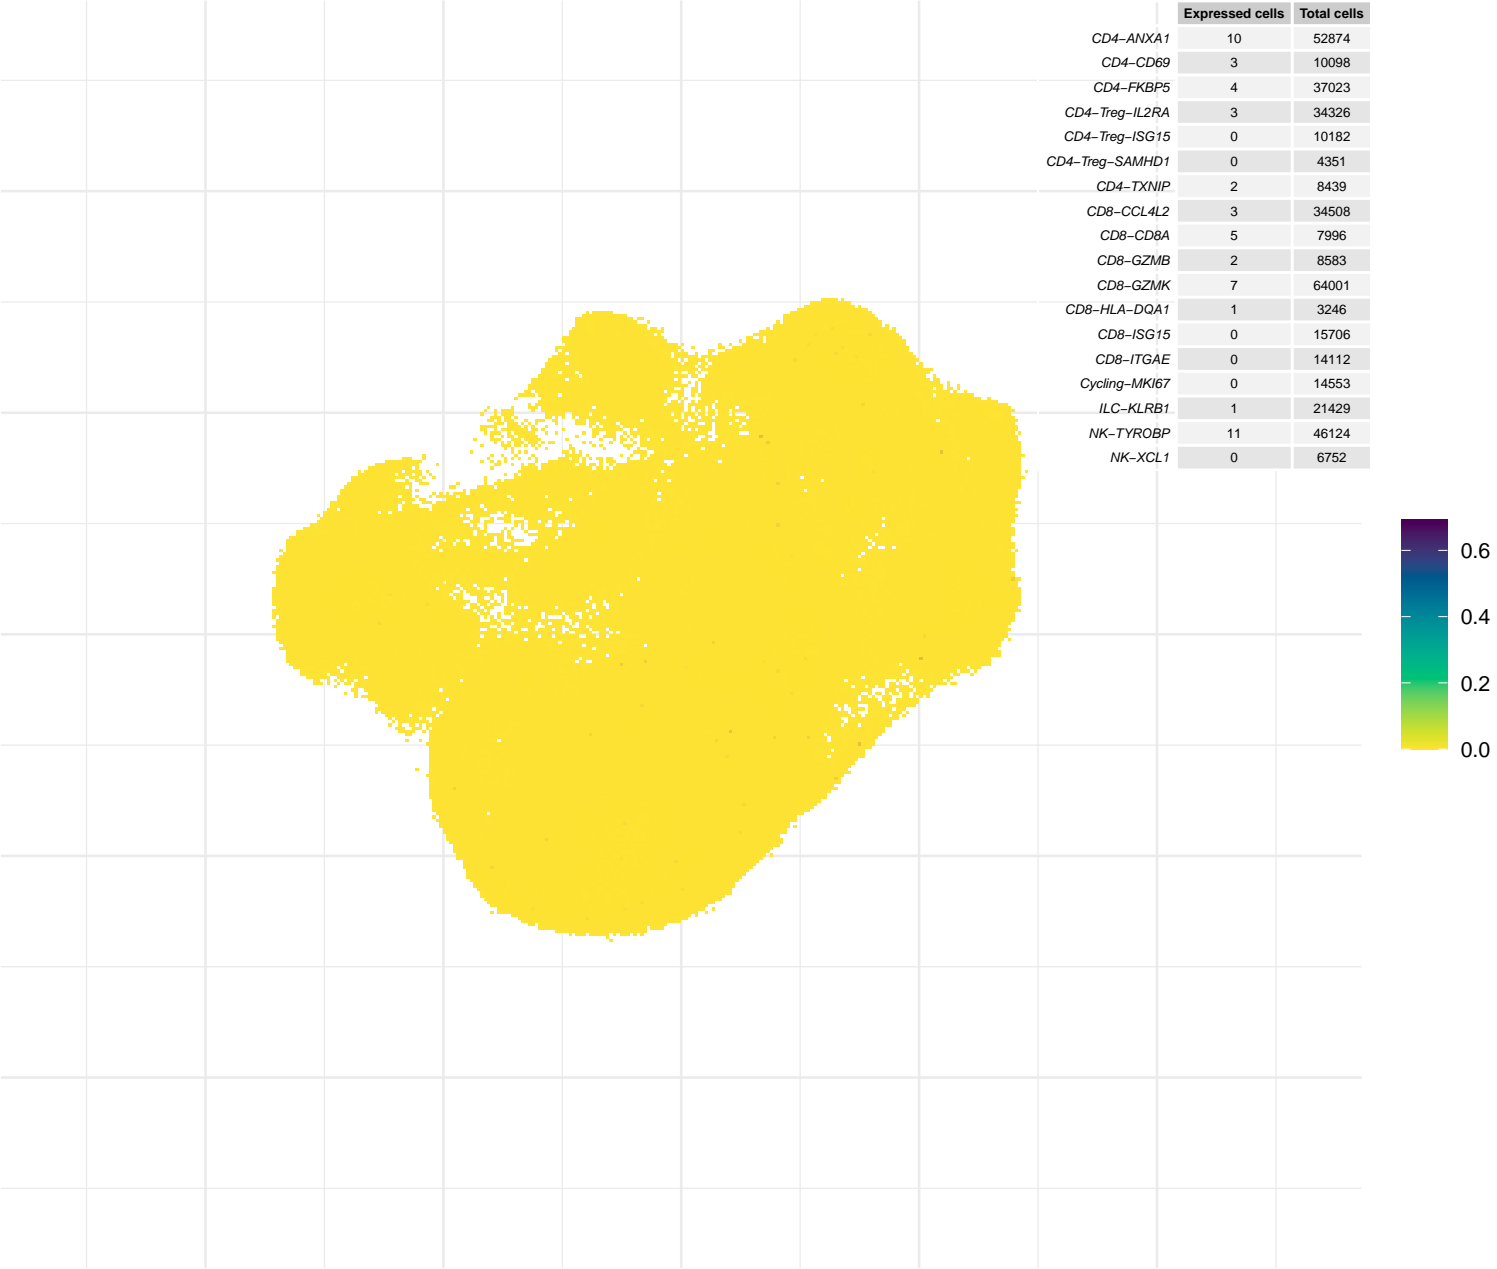 Expressed cells Total cells
CD4−ANXA1 10 52874
CD4−CD69 3 10098
CD4−FKBP5 4 37023
CD4−Treg−IL2RA 3 34326
CD4−Treg−ISG15 0 10182
CD4−Treg−SAMHD1 0 4351
CD4−TXNIP 2 8439
CD8−CCL4L2 3 34508
CD8−CD8A 5 7996
CD8−GZMB 2 8583
CD8−GZMK 7 64001
CD8−HLA−DQA1 1 3246
CD8−ISG15 0 15706
CD8−ITGAE 0 14112
Cycling−MKI67 0 14553
ILC−KLRB1 1 21429
NK−TYROBP 11 46124
NK−XCL1 0 6752
0.6
0.4
0.2
0.0